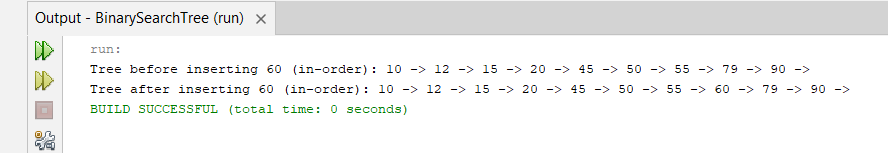 Output - BinarySearchTree (run) ×
run:
Tree before inserting 60 (in-order): 10 -> 12 -> 15 -> 20 -> 45 -> 50 -> 55 -> 79 -> 90 ->
Tree after inserting 60 (in-order): 10 -> 12 -> 15 -> 20 -> 45 -> 50 -> 55 -> 60 -> 79 -> 90 ->
BUILD SUCCESSFUL (total time: 0 seconds)